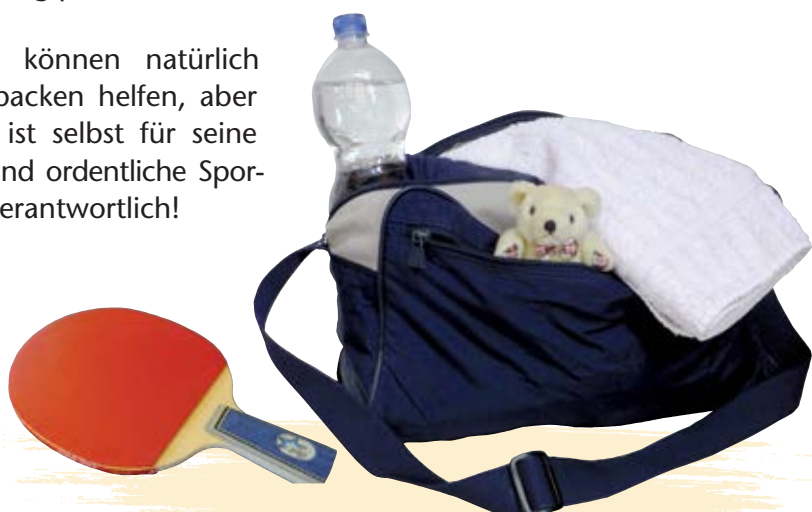 können natürlich
packen helfen, aber
ist selbst für seine
nd ordentliche Spor-
erantwortlich!